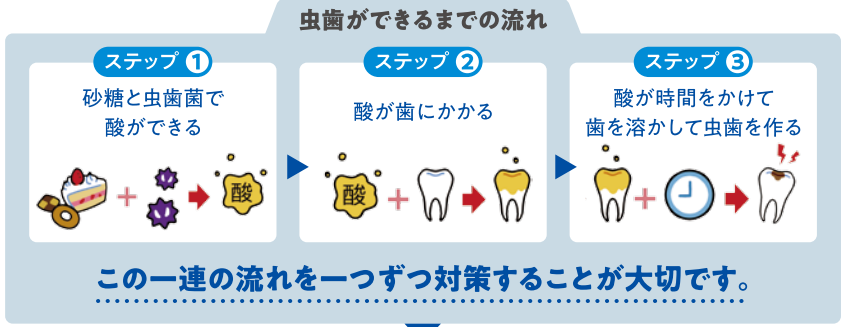 虫歯ができるまでの流れ
ステップ 1
砂糖と虫歯菌で
酸ができる
酸
ステップ 2
酸が歯にかかる
酸
ステップ 3
酸が時間をかけて
歯を溶かして虫歯を作る
この一連の流れを一つずつ対策することが大切です。